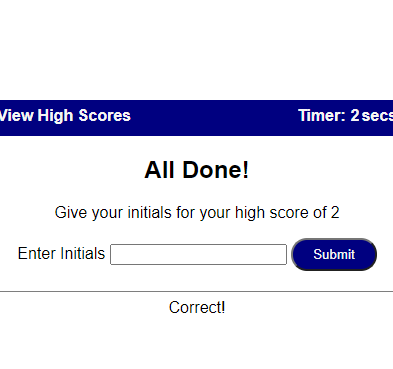 View High Scores Timer: 2 secs
All Done!
Give your initials for your high score of 2
Enter Initials Submit
Correct!